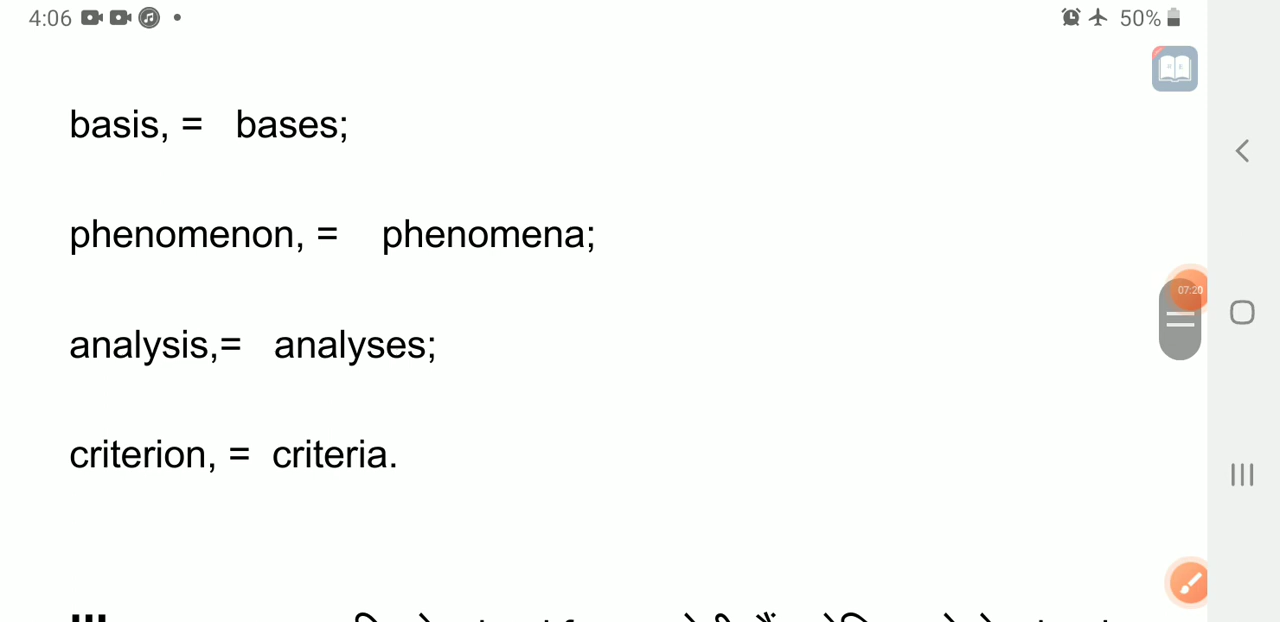 4:06 50%
basis, = bases;
phenomenon, = phenomena;
07:20
analysis,= analyses;
criterion, = criteria.